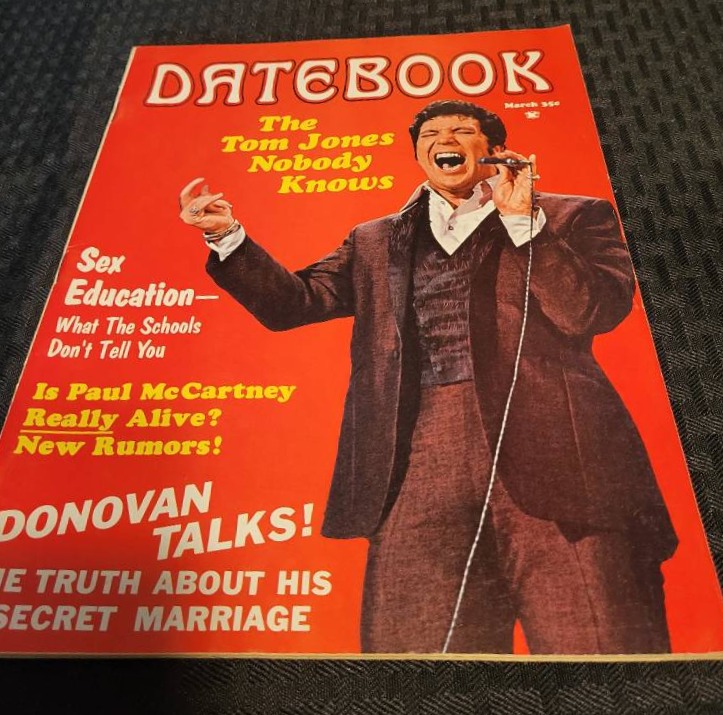 DATEBOOK
March 35c
The
Tom Jones
Nobody
Knows
Sex
Education—
What The Schools
Don't Tell You
Is Paul McCartney
Really Alive?
New Rumors!
DONOVAN
TALKS!
TRUTH ABOUT HIS
SECRET MARRIAGE